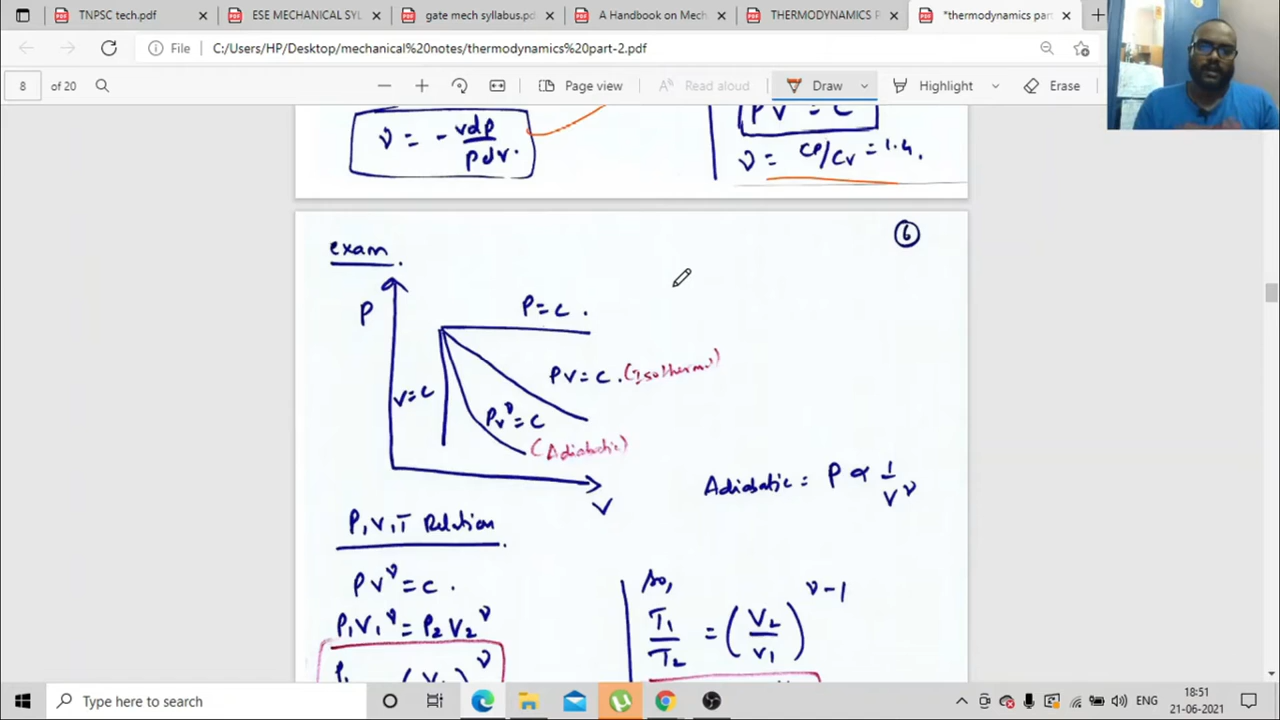 TNPSC tech.pdf
ESE MECHANICAL SYL
gate mech syllabus.pd
A Handbook on Mech
THERMODYNAMICS P
*thermodynamics par
File
C:/Users/HP/Desktop/mechanical%20notes/thermodynamics%20part-2.pdf
8 of 20
Page view
Read aloud
Draw
Highlight
Erase
γ = - vdp / pdv.
PV = C
γ = CP/CV = 1.4.
6
exam.
P
P = C.
PV = C. (Isothermal)
V = C
PV^γ = C
(Adiabatic)
V
Adiabatic = P ∝ 1/V^γ
P,V,T Relation
PV^γ = C.
P1V1^γ = P2V2^γ
so,
T1/T2 = (V2/V1)^γ-1
Type here to search
ENG
18:51
21-06-2021